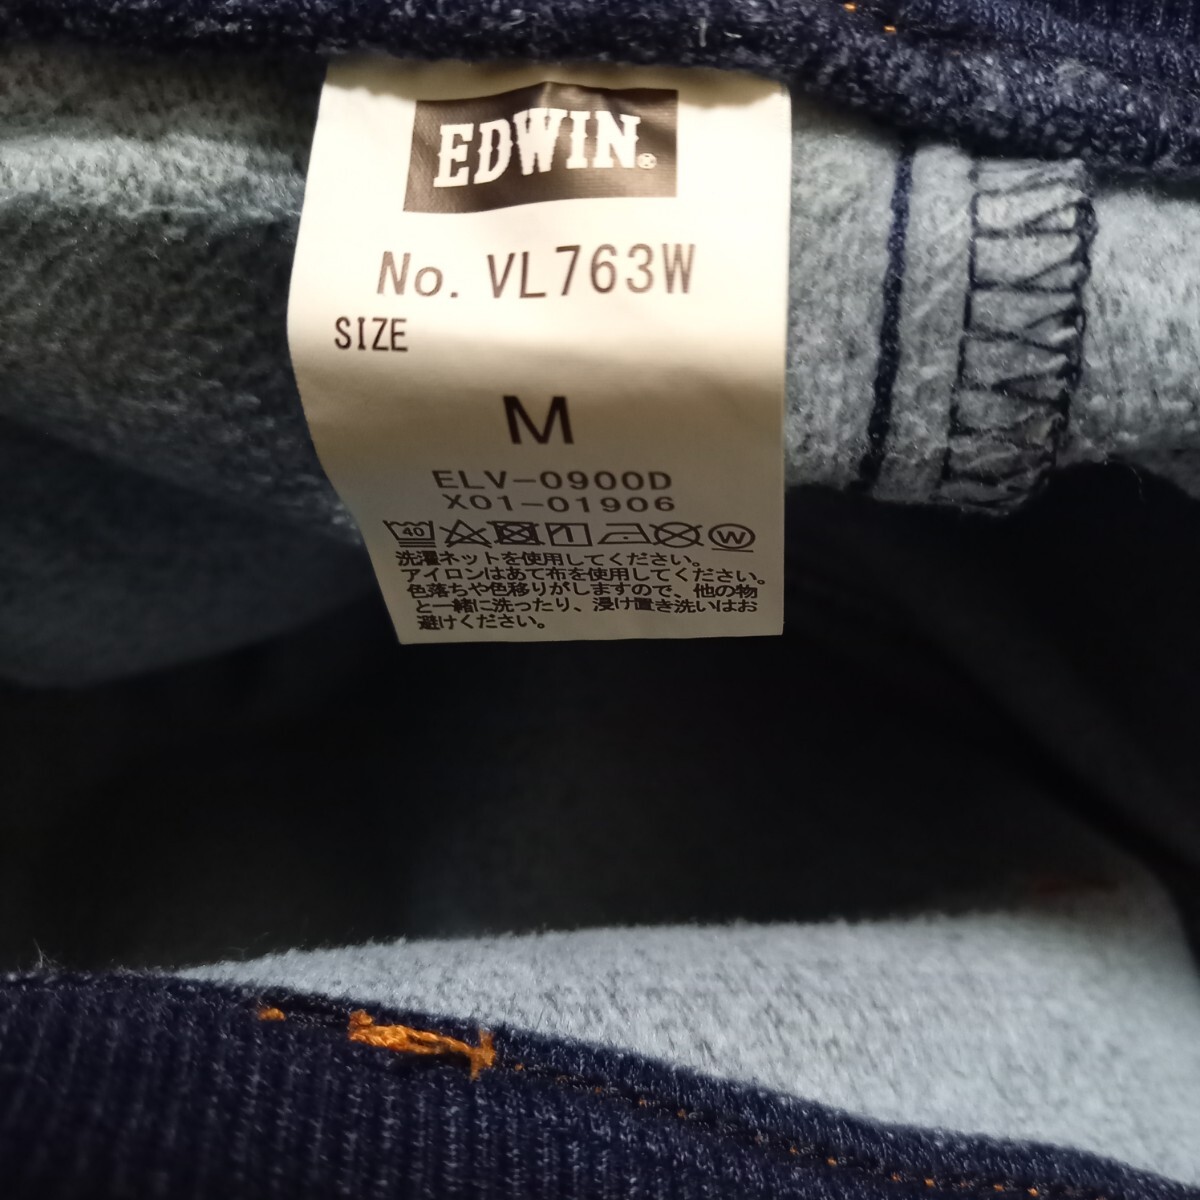 EDWIN®
No. VL763W
SIZE
M
ELV-0900D
X01-01906
40 1 W
洗濯ネットを使用してください。
アイロンはあて布を使用してください。
色落ちや色移りがしますので、他の物
と一緒に洗ったり、浸け置き洗いはお
避けください。